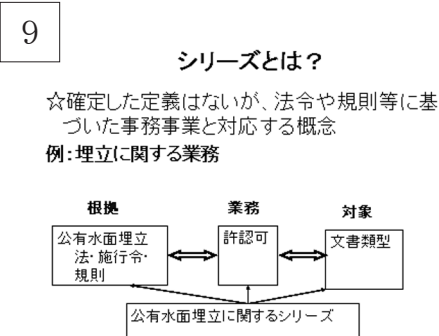 9
シリーズとは？
☆確定した定義はないが、法令や規則等に基
づいた事務事業と対応する概念
例：埋立に関する業務
根拠 業務 対象
公有水面埋立
法・施行令・
規則
許認可
文書類型
公有水面埋立に関するシリーズ